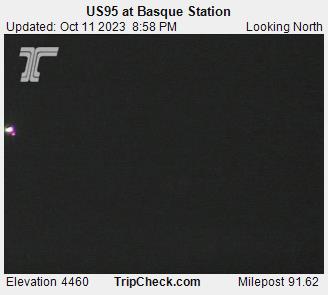 US95 at Basque Station
Updated: Oct 11 2023 8:58 PM Looking North
Elevation 4460 TripCheck.com Milepost 91.62